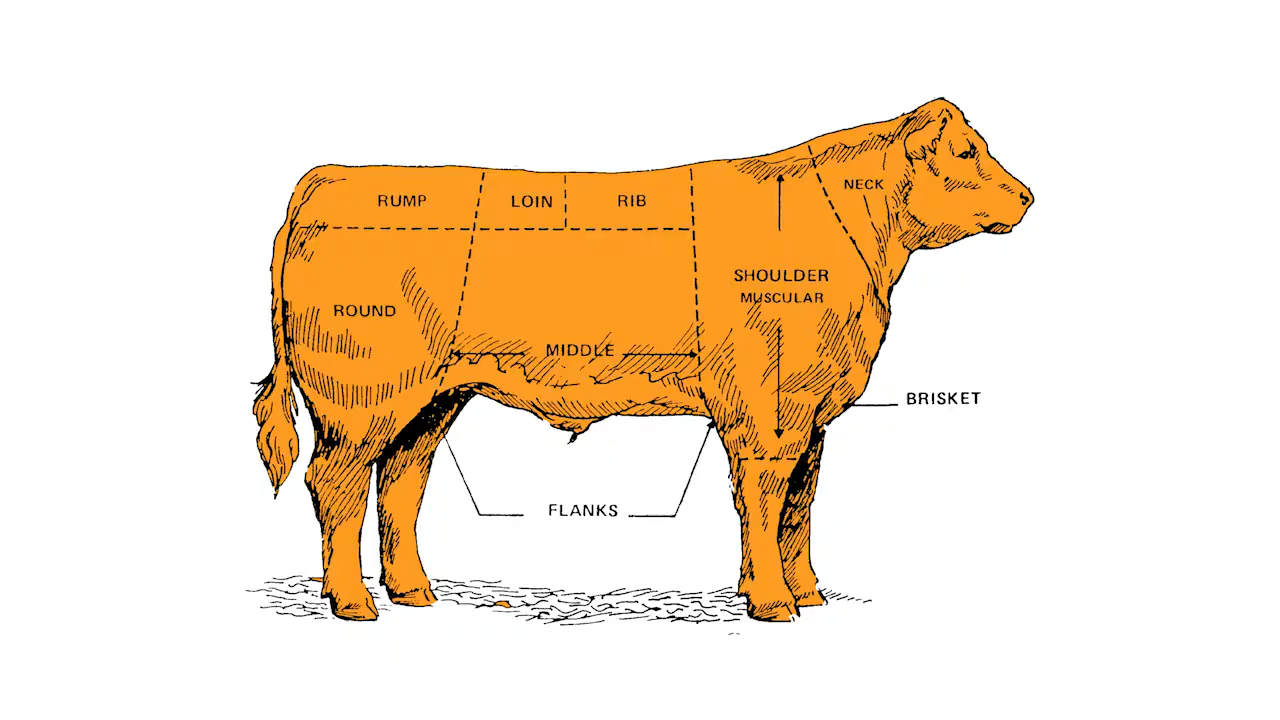 RUMP
LOIN
RIB
NECK
SHOULDER
MUSCULAR
ROUND
MIDDLE
BRISKET
FLANKS